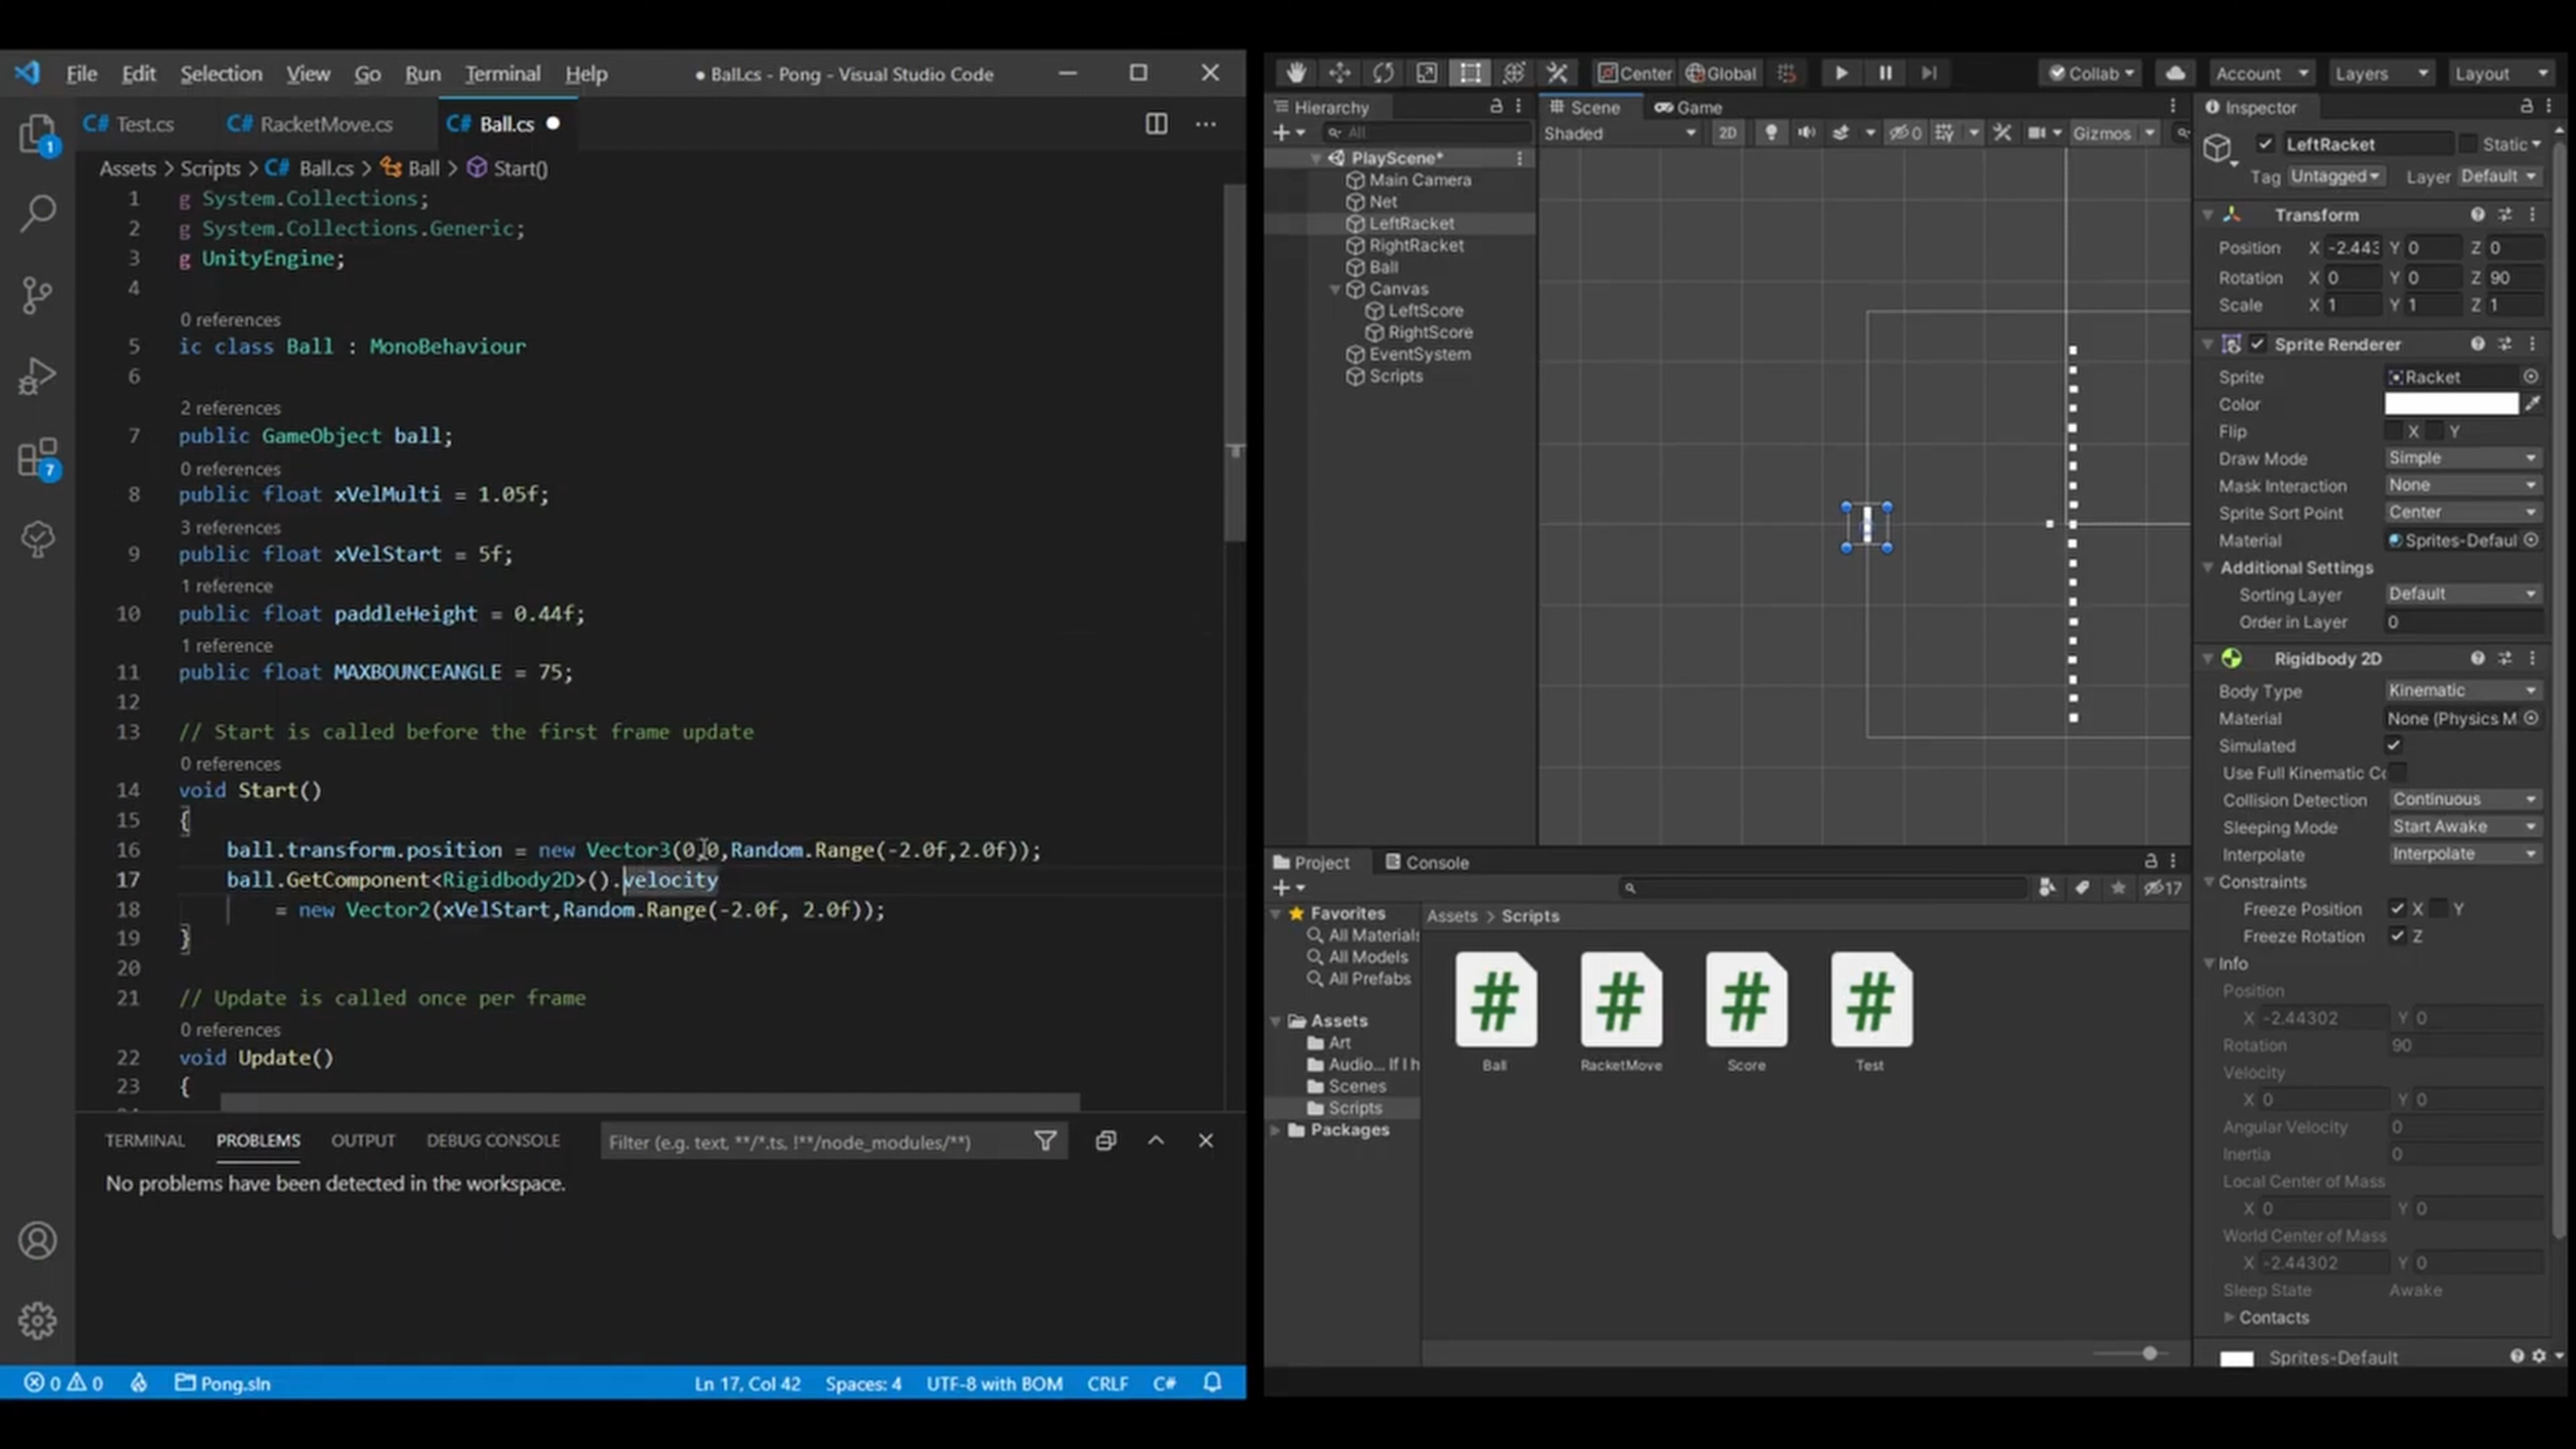 File Edit Selection View Go Run Terminal Help ● Ball.cs - Pong - Visual Studio Code
Test.cs RacketMove.cs Ball.cs ●
Assets > Scripts > Ball.cs > Ball > Start()
1 g System.Collections;
2 g System.Collections.Generic;
3 g UnityEngine;
4
0 references
5 ic class Ball : MonoBehaviour
6
2 references
7 public GameObject ball;
0 references
8 public float xVelMulti = 1.05f;
3 references
9 public float xVelStart = 5f;
1 reference
10 public float paddleHeight = 0.44f;
1 reference
11 public float MAXBOUNCEANGLE = 75;
12
13 // Start is called before the first frame update
0 references
14 void Start()
15 {
16 ball.transform.position = new Vector3(0,0,Random.Range(-2.0f,2.0f));
17 ball.GetComponent<Rigidbody2D>().velocity
18 = new Vector2(xVelStart,Random.Range(-2.0f, 2.0f));
19 }
20
21 // Update is called once per frame
0 references
22 void Update()
23 {
TERMINAL PROBLEMS OUTPUT DEBUG CONSOLE Filter (e.g. text, **/*.ts, !**/node_modules/**)
No problems have been detected in the workspace.
1
7
0 0 Pong.sln Ln 17, Col 42 Spaces: 4 UTF-8 with BOM CRLF C#
Center Global Collab Account Layers Layout
Hierarchy
All
PlayScene*
Main Camera
Net
LeftRacket
RightRacket
Ball
Canvas
LeftScore
RightScore
EventSystem
Scripts
Scene Game
Shaded 2D 0 Gizmos
Project Console
17
Favorites
All Materials
All Models
All Prefabs
Assets
Art
Audio... If I h
Scenes
Scripts
Packages
Assets > Scripts
Ball RacketMove Score Test
Inspector
LeftRacket Static
Tag Untagged Layer Default
Transform
Position X -2.443 Y 0 Z 0
Rotation X 0 Y 0 Z 90
Scale X 1 Y 1 Z 1
Sprite Renderer
Sprite Racket
Color
Flip X Y
Draw Mode Simple
Mask Interaction None
Sprite Sort Point Center
Material Sprites-Defaul
Additional Settings
Sorting Layer Default
Order in Layer 0
Rigidbody 2D
Body Type Kinematic
Material None (Physics M
Simulated
Use Full Kinematic Co
Collision Detection Continuous
Sleeping Mode Start Awake
Interpolate Interpolate
Constraints
Freeze Position X Y
Freeze Rotation Z
Info
Position
X -2.44302 Y 0
Rotation 90
Velocity
X 0 Y 0
Angular Velocity 0
Inertia 0
Local Center of Mass
X 0 Y 0
World Center of Mass
X -2.44302 Y 0
Sleep State Awake
Contacts
Sprites-Default